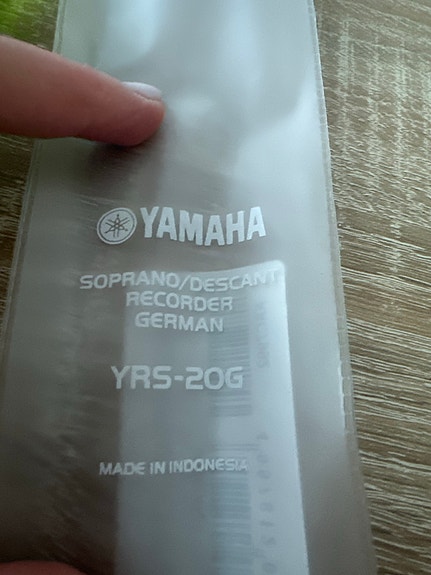 YAMAHA
SOPRANO/DESCANT
RECORDER
GERMAN
YRS-20G
MADE IN INDONESIA